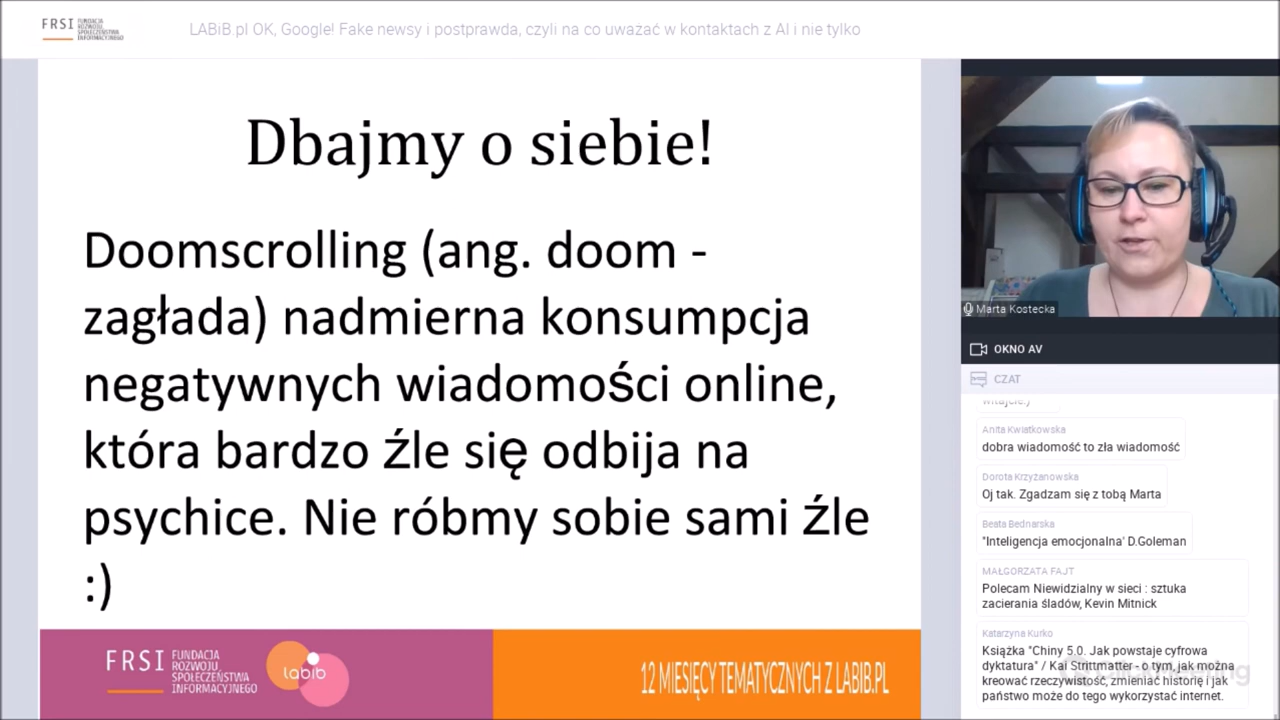 FRSI FUNDACJA
ROZWOJU
SPOŁECZEŃSTWA
INFORMACYJNEGO
LABiB.pl OK, Google! Fake newsy i postprawda, czyli na co uważać w kontaktach z AI i nie tylko
Dbajmy o siebie!
Doomscrolling (ang. doom -
zagłada) nadmierna konsumpcja
negatywnych wiadomości online,
która bardzo źle się odbija na
psychice. Nie róbmy sobie sami źle
:)
FRSI FUNDACJA
ROZWOJU
SPOŁECZEŃSTWA
INFORMACYJNEGO
labib
12 MIESIĘCY TEMATYCZNYCH Z LABIB.PL
Marta Kostecka
OKNO AV
CZAT
witajcie:)
Anita Kwiatkowska
dobra wiadomość to zła wiadomość
Dorota Krzyżanowska
Oj tak. Zgadzam się z tobą Marta
Beata Bednarska
"Inteligencja emocjonalna' D.Goleman
MAŁGORZATA FAJT
Polecam Niewidzialny w sieci : sztuka
zacierania śladów, Kevin Mitnick
Katarzyna Kurko
Książka "Chiny 5.0. Jak powstaje cyfrowa
dyktatura" / Kai Strittmatter - o tym, jak można
kreować rzeczywistość, zmieniać historię i jak
państwo może do tego wykorzystać internet.